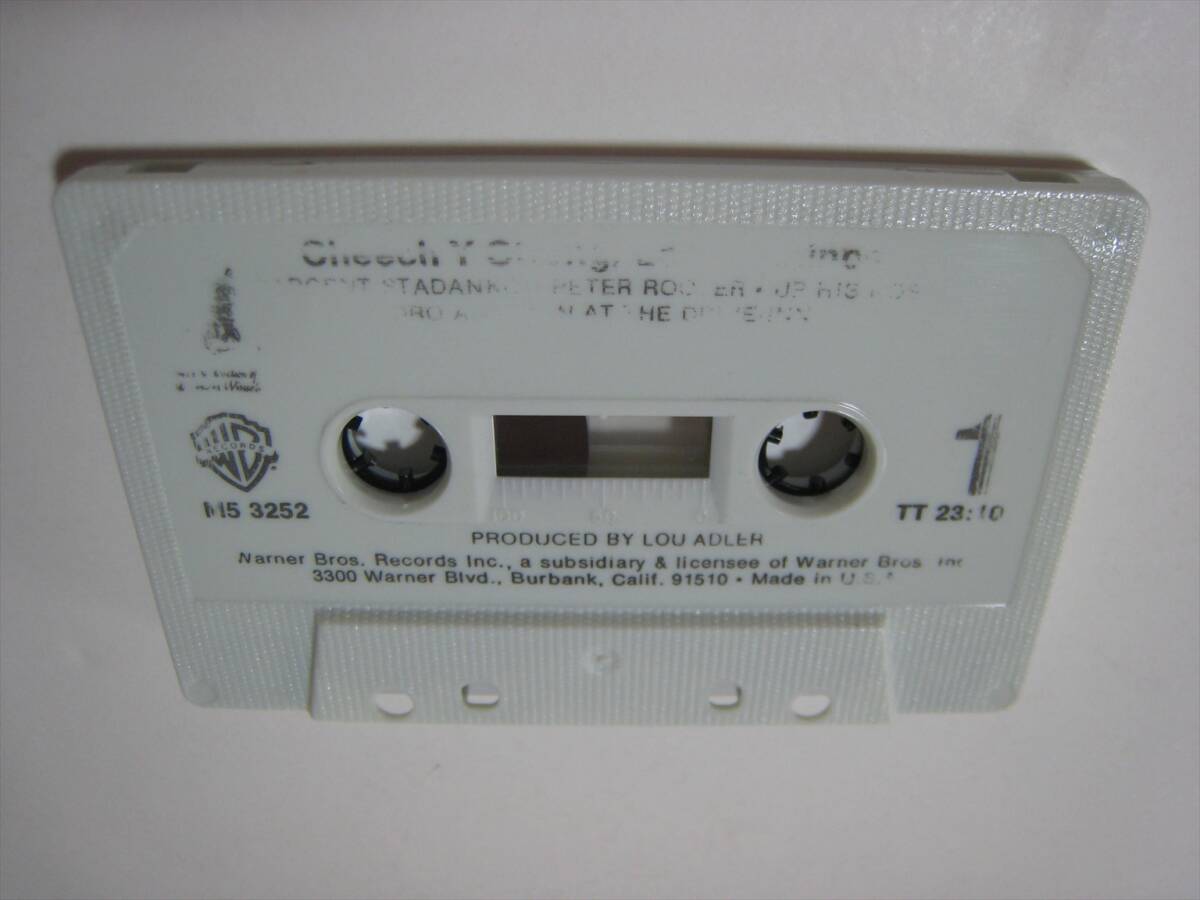 Cheech Y
STADANKO PETER ROOTER • UP HIS
AT THE DRIVE-INN
RECORDS
M5 3252
1
TT 23:10
PRODUCED BY LOU ADLER
Warner Bros. Records Inc., a subsidiary & licensee of Warner Bros. Inc.
3300 Warner Blvd., Burbank, Calif. 91510 • Made in U.S.A.